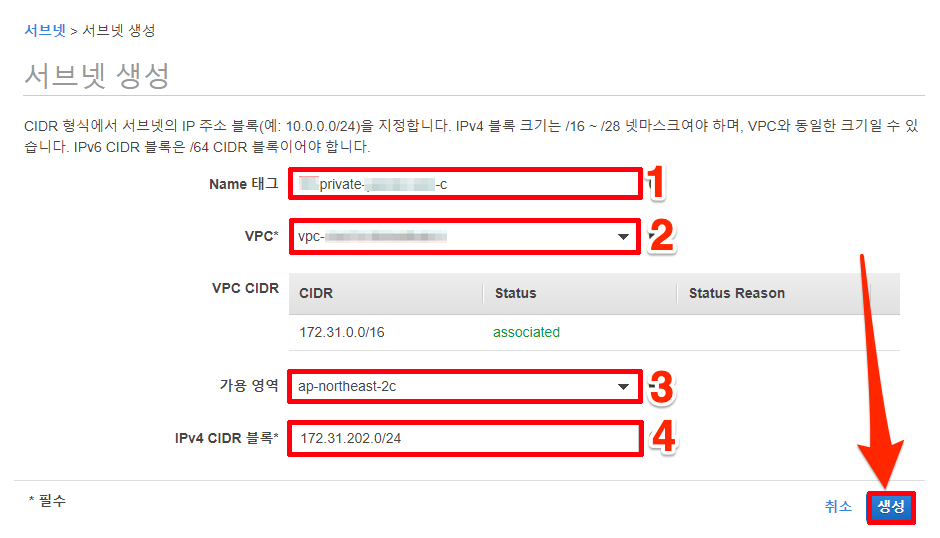 서브넷 > 서브넷 생성
서브넷 생성
CIDR 형식에서 서브넷의 IP 주소 블록(예: 10.0.0.0/24)을 지정합니다. IPv4 블록 크기는 /16 ~ /28 넷마스크여야 하며, VPC와 동일한 크기일 수 있
습니다. IPv6 CIDR 블록은 /64 CIDR 블록이어야 합니다.
Name 태그 private- -c 1
VPC* vpc- 2
VPC CIDR CIDR Status Status Reason
172.31.0.0/16 associated
가용 영역 ap-northeast-2c 3
IPv4 CIDR 블록* 172.31.202.0/24 4
* 필수 취소 생성